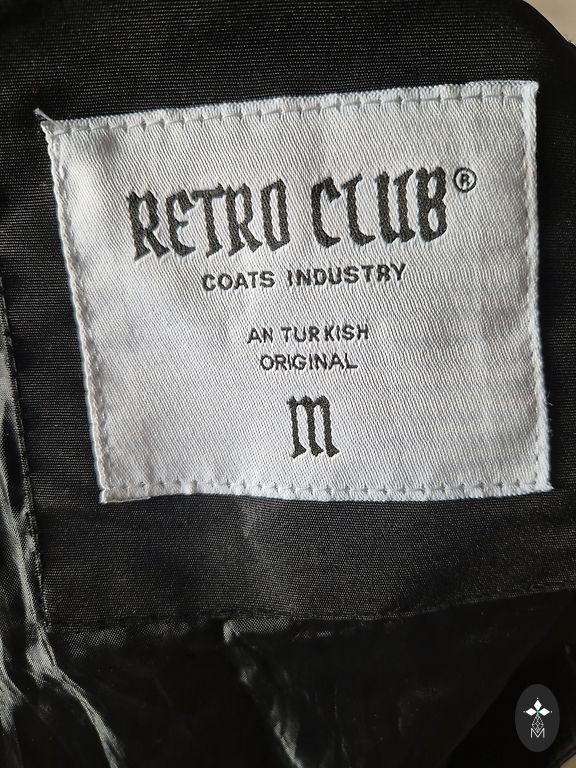 RETRO CLUB®
COATS INDUSTRY
AN TURKISH
ORIGINAL
M
M